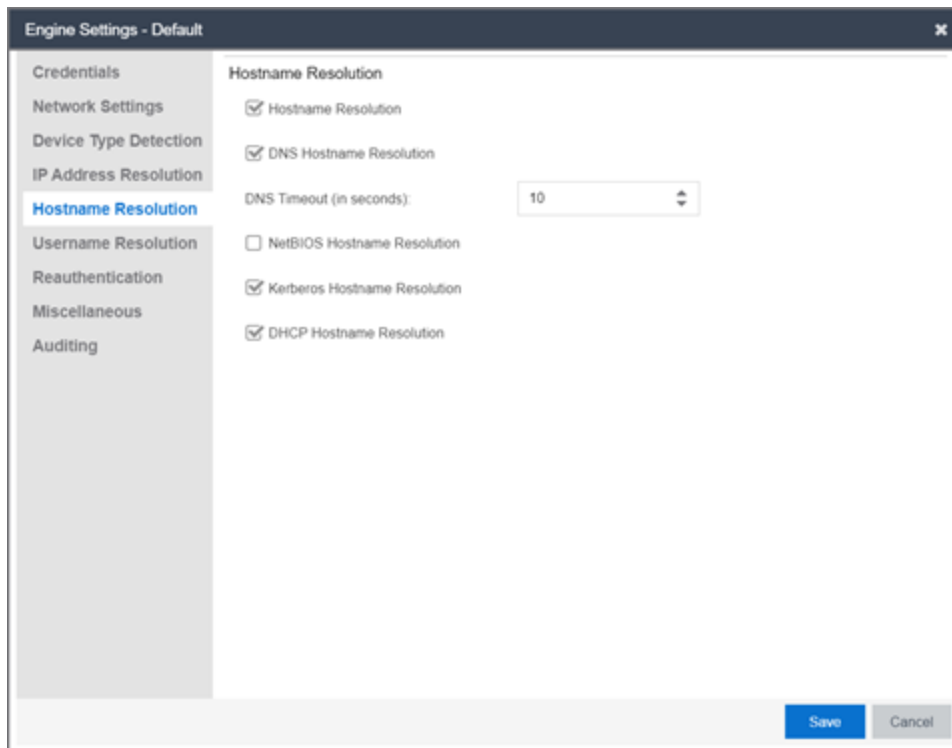 Engine Settings - Default
Credentials
Network Settings
Device Type Detection
IP Address Resolution
Hostname Resolution
Username Resolution
Reauthentication
Miscellaneous
Auditing
Hostname Resolution
Hostname Resolution
DNS Hostname Resolution
DNS Timeout (in seconds): 10
NetBIOS Hostname Resolution
Kerberos Hostname Resolution
DHCP Hostname Resolution
Save Cancel